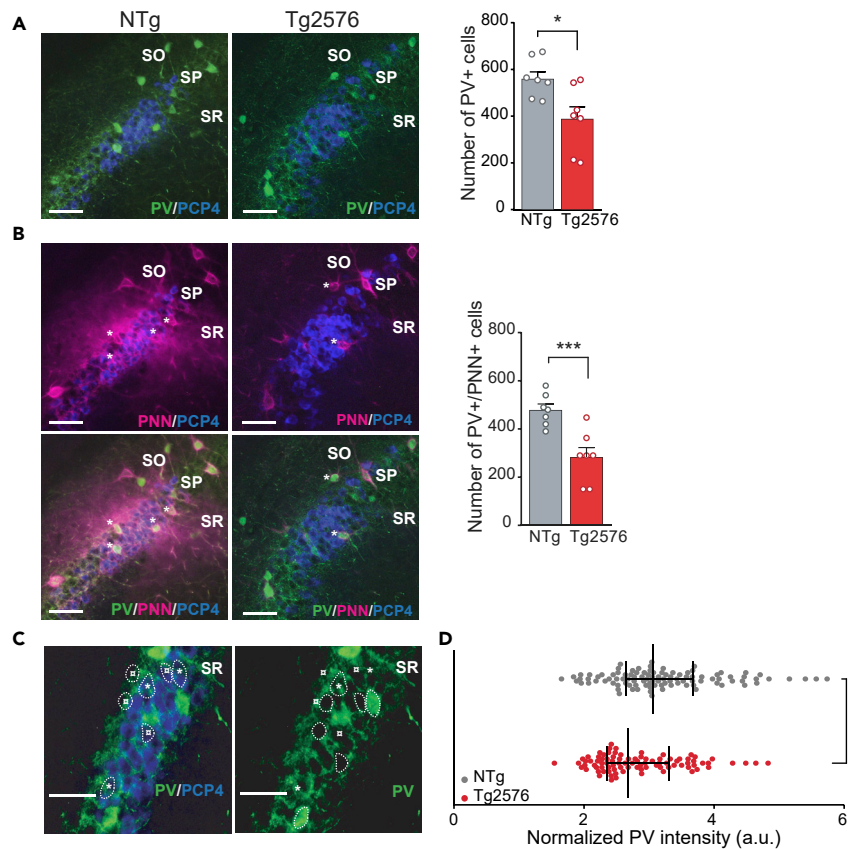 NTg Tg2576
A
SO
SP
SR
PV/PCP4
SO
SP
SR
PV/PCP4
Number of PV+ cells
800
600
400
200
0
*
NTg Tg2576
B
SO
SP
SR
*
*
*
*
PNN/PCP4
SO
SP
SR
*
*
PNN/PCP4
SO
SP
SR
*
*
*
*
PV/PNN/PCP4
SO
SP
SR
*
*
PV/PNN/PCP4
Number of PV+/PNN+ cells
800
600
400
200
0
***
NTg Tg2576
C
SR
¤ ¤ *
*
¤
¤
*
PV/PCP4
SR
¤ *
*
¤
¤
*
PV
D
NTg
Tg2576
0 2 4 6
Normalized PV intensity (a.u.)